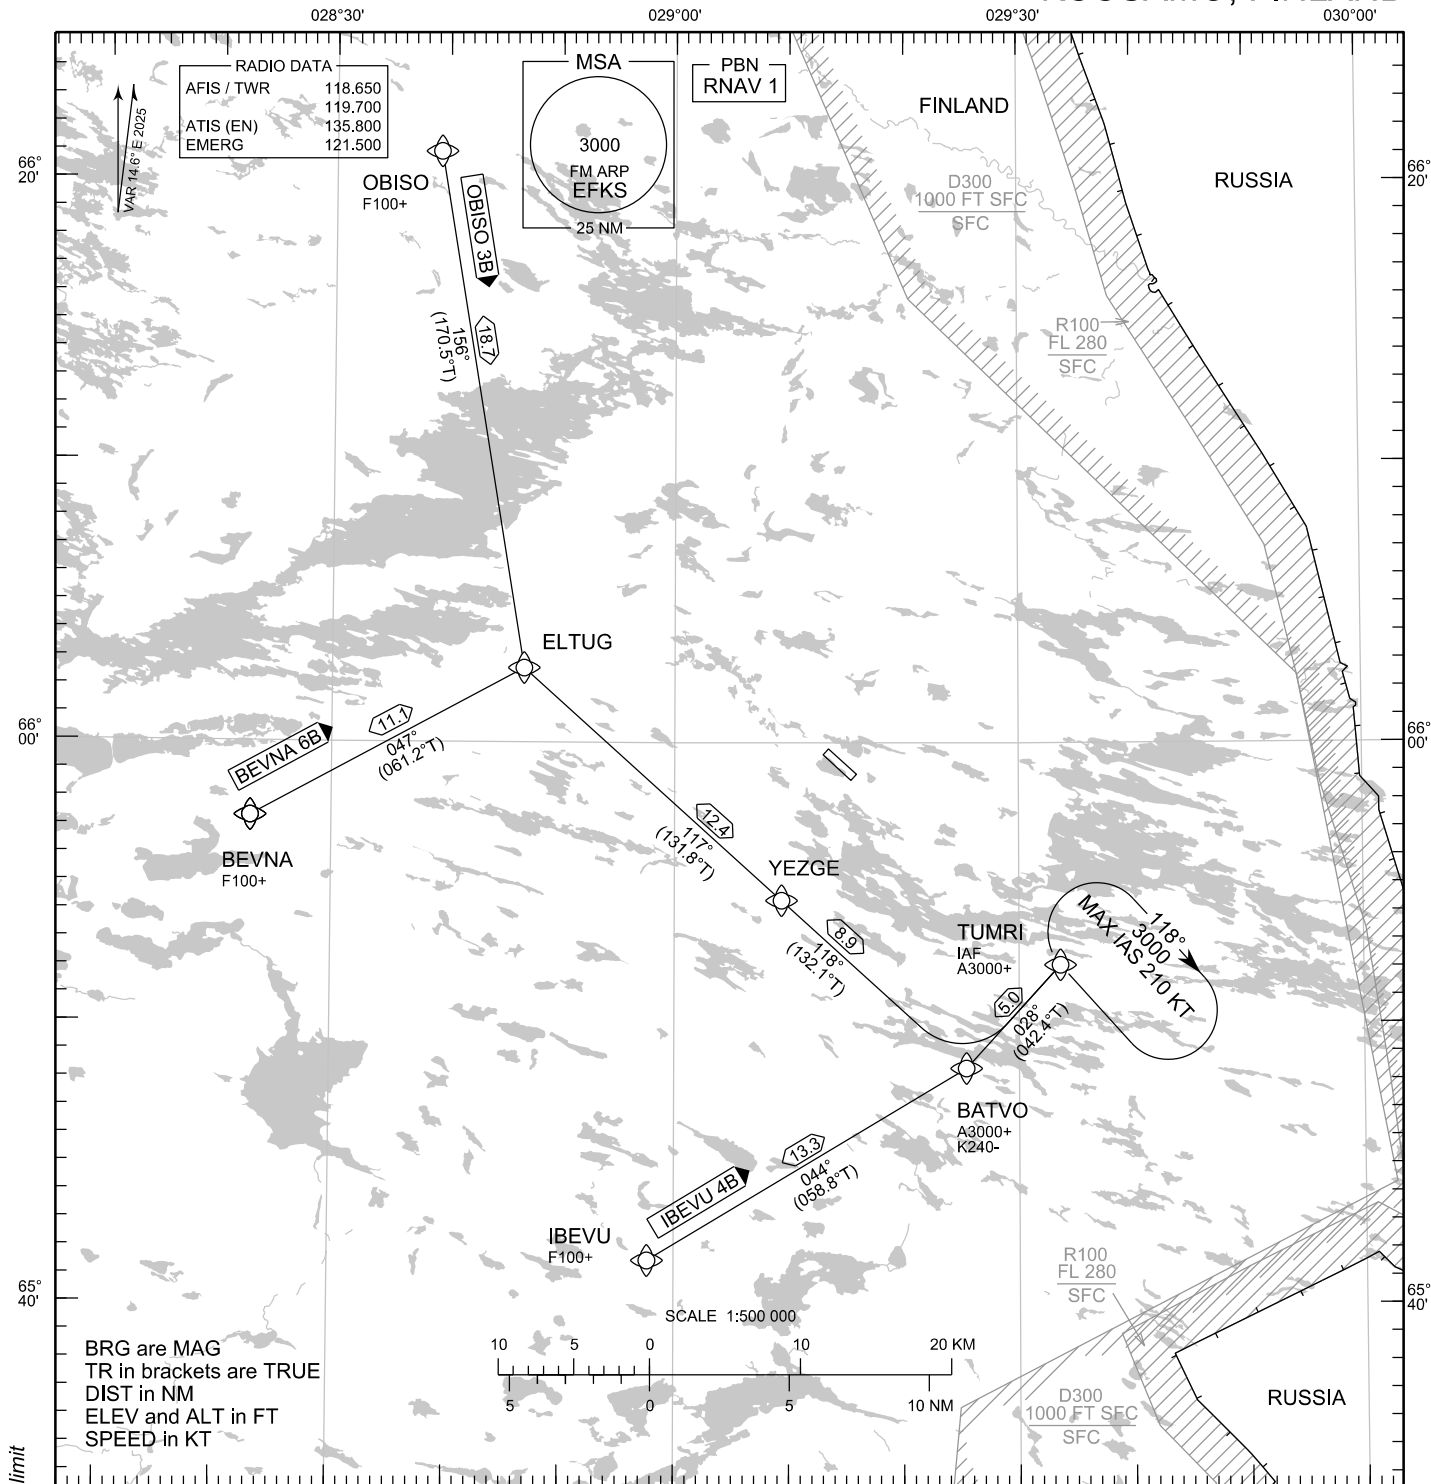 028°30'
029°00'
029°30'
030°00'
RADIO DATA
AFIS / TWR 118.650
119.700
ATIS (EN) 135.800
EMERG 121.500
VAR 14.6° E 2025
MSA
3000
FM ARP
EFKS
25 NM
PBN
RNAV 1
FINLAND
RUSSIA
D300
1000 FT SFC
SFC
66°
20'
66°
20'
OBISO
F100+
OBISO 3B
18.7
156°
(170.5°T)
R100
FL 280
SFC
ELTUG
11.1
047°
(061.2°T)
BEVNA 6B
66°
00'
66°
00'
BEVNA
F100+
12.4
117°
(131.8°T)
YEZGE
8.9
118°
(132.1°T)
TUMRI
IAF
A3000+
118°
3000
MAX IAS 210 KT
5.0
028°
(042.4°T)
BATVO
A3000+
K240-
13.3
044°
(058.8°T)
IBEVU 4B
IBEVU
F100+
R100
FL 280
SFC
65°
40'
65°
40'
SCALE 1:500 000
10 5 0 10 20 KM
5 0 5 10 NM
BRG are MAG
TR in brackets are TRUE
DIST in NM
ELEV and ALT in FT
SPEED in KT
D300
1000 FT SFC
SFC
RUSSIA
limit